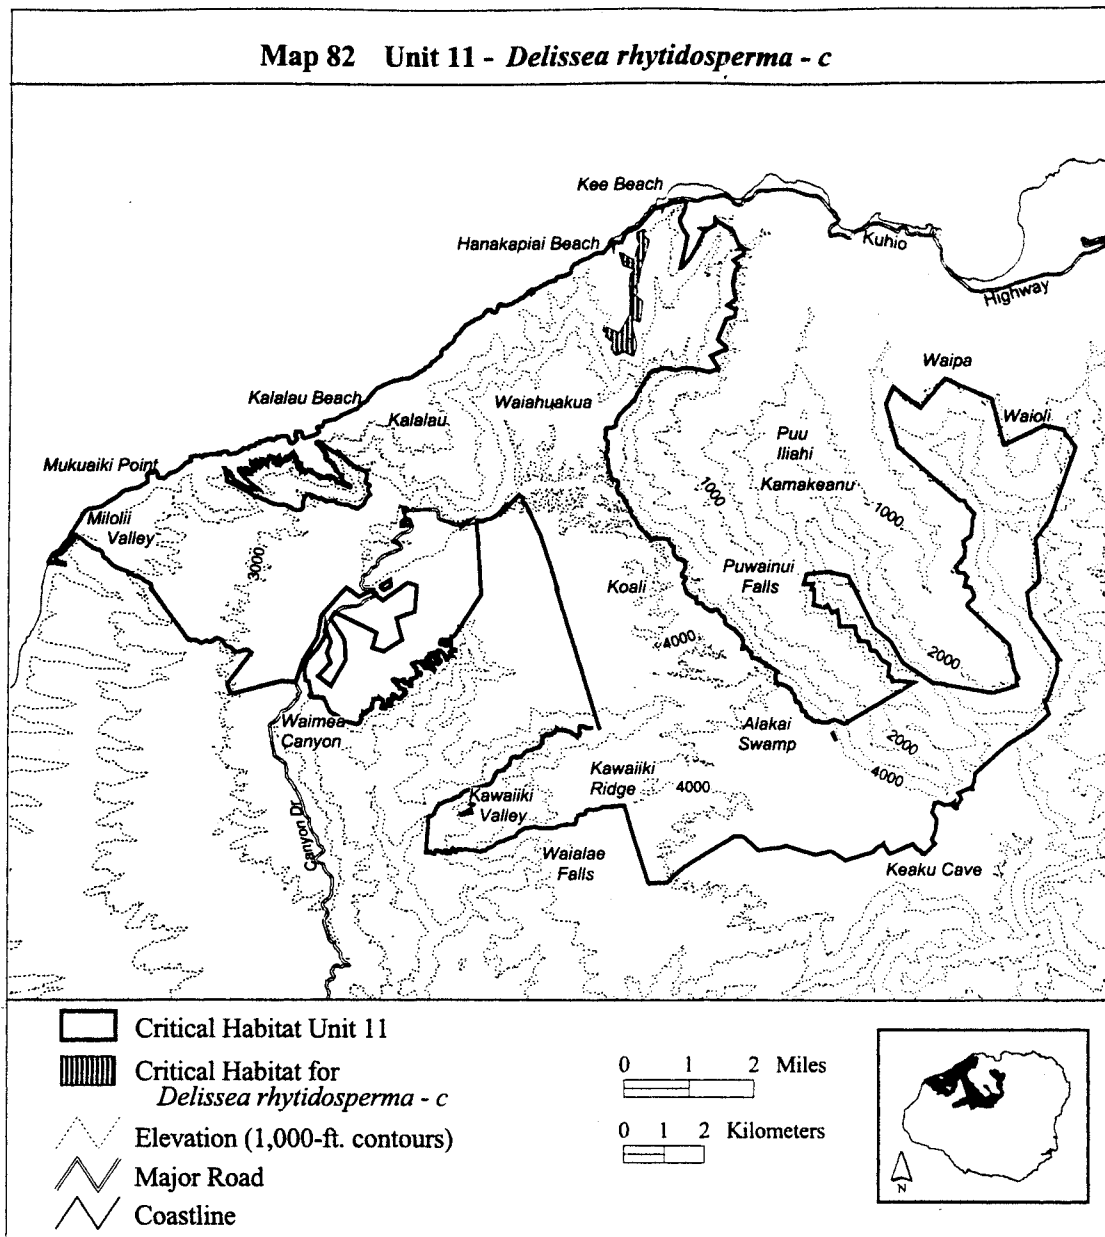 Map 82 Unit 11 - Delissea rhytidosperma - c
Kee Beach
Hanakapiai Beach
Kuhio
Highway
Waipa
Kalalau Beach
Kalalau
Waiahuakua
Waioli
Puu
Iliahi
Mukuaiki Point
Kamakeanu
1000
1000
Milolii
Valley
3000
Puwainui
Falls
Koali
4000
2000
Waimea
Canyon
Alakai
Swamp
2000
4000
Kawaiiki
Ridge
4000
Kawaiiki
Valley
Canyon Dr
Waialae
Falls
Keaku Cave
Critical Habitat Unit 11
Critical Habitat for
Delissea rhytidosperma - c
Elevation (1,000-ft. contours)
Major Road
Coastline
0 1 2 Miles
0 1 2 Kilometers
N